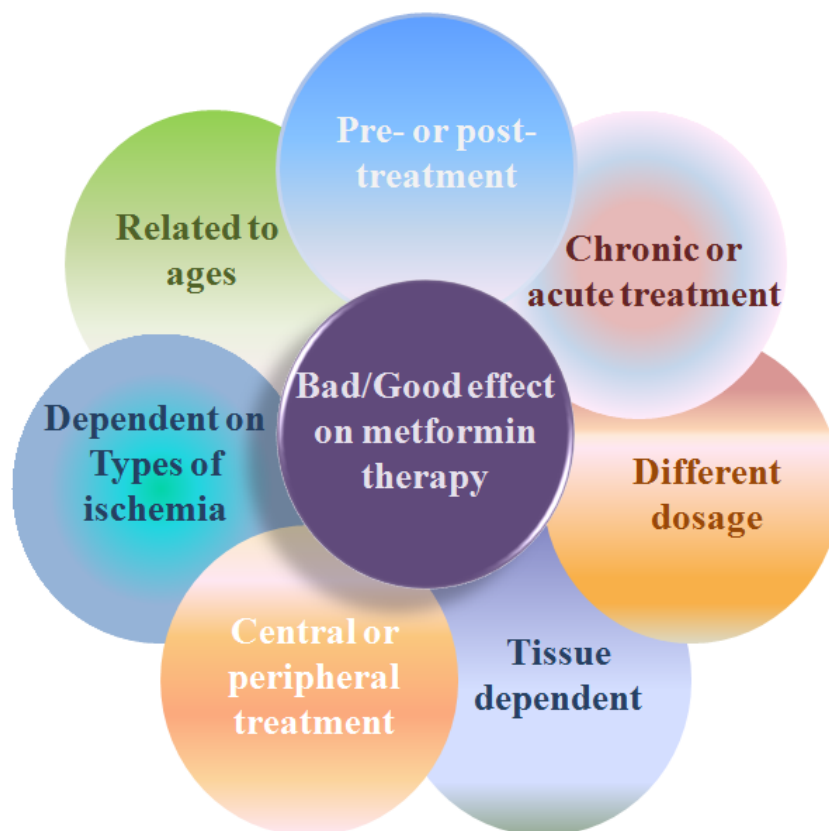 Pre- or post-
treatment
Chronic or
acute treatment
Different
dosage
Tissue
dependent
Central or
peripheral
treatment
Dependent on
Types of
ischemia
Related to
ages
Bad/Good effect
on metformin
therapy